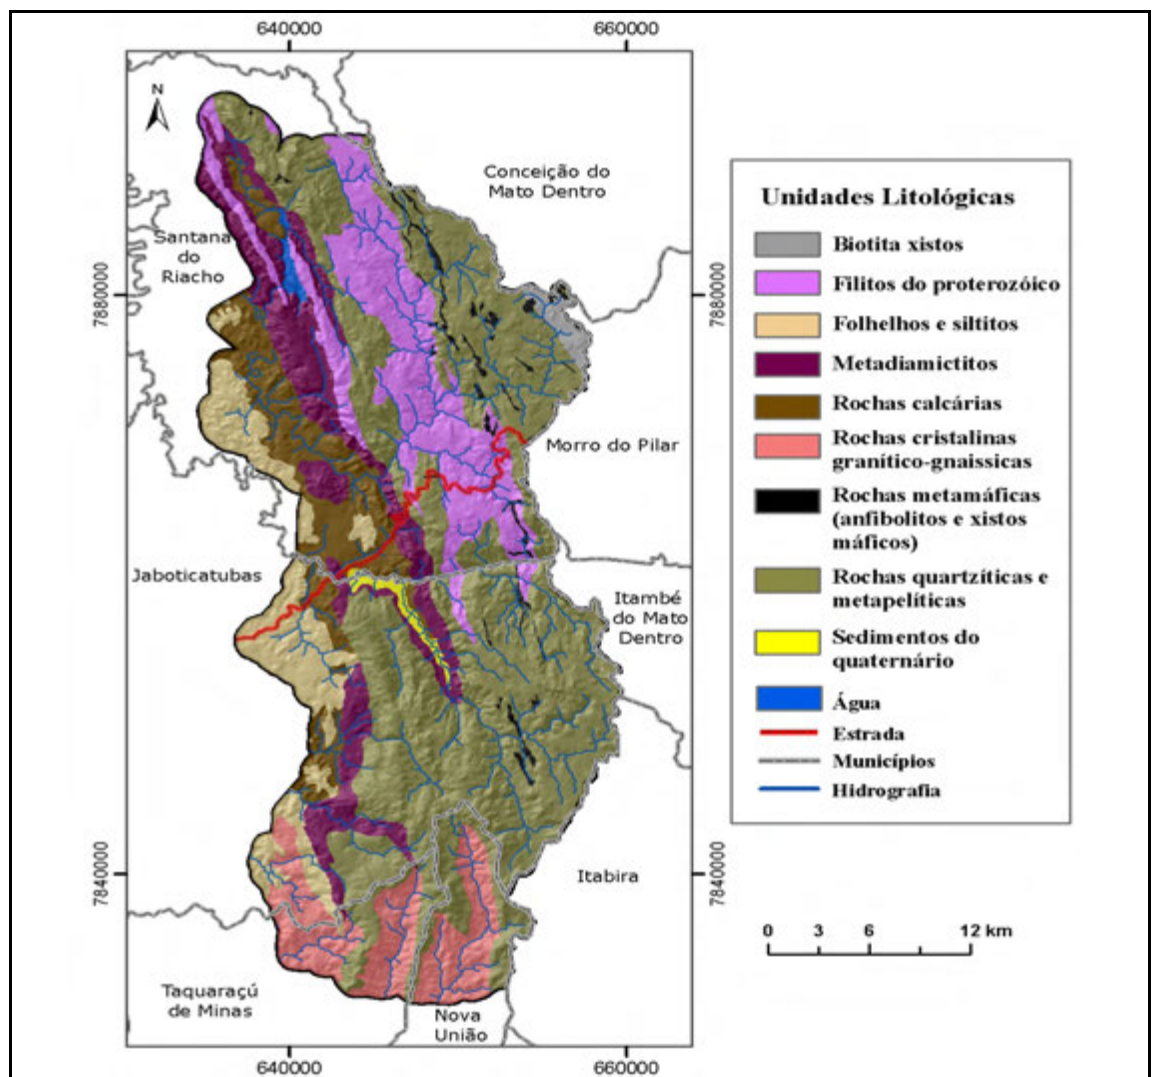 640000
660000
N
Conceição do
Mato Dentro
Santana
do
Riacho
7880000
7880000
Morro do Pilar
Jaboticatubas
Itambé
do Mato
Dentro
7840000
7840000
Itabira
Taquaraçú
de Minas
Nova
União
640000
660000
Unidades Litológicas
Biotita xistos
Filitos do proterozóico
Folhelhos e siltitos
Metadiamictitos
Rochas calcárias
Rochas cristalinas
granítico-gnaissicas
Rochas metamáficas
(anfibolitos e xistos
máficos)
Rochas quartzíticas e
metapelíticas
Sedimentos do
quaternário
Água
Estrada
Municípios
Hidrografia
0 3 6 12 km